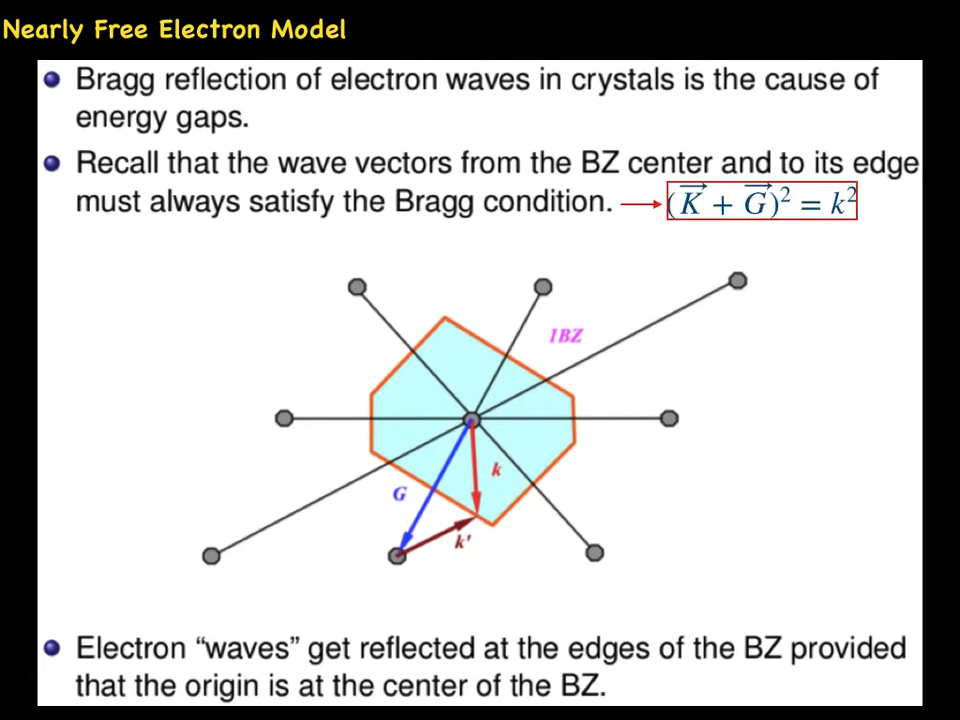 Nearly Free Electron Model
Bragg reflection of electron waves in crystals is the cause of
energy gaps.
Recall that the wave vectors from the BZ center and to its edge
must always satisfy the Bragg condition. (K⃗ + G⃗)² = k²
1BZ
k
G
k'
Electron “waves” get reflected at the edges of the BZ provided
that the origin is at the center of the BZ.